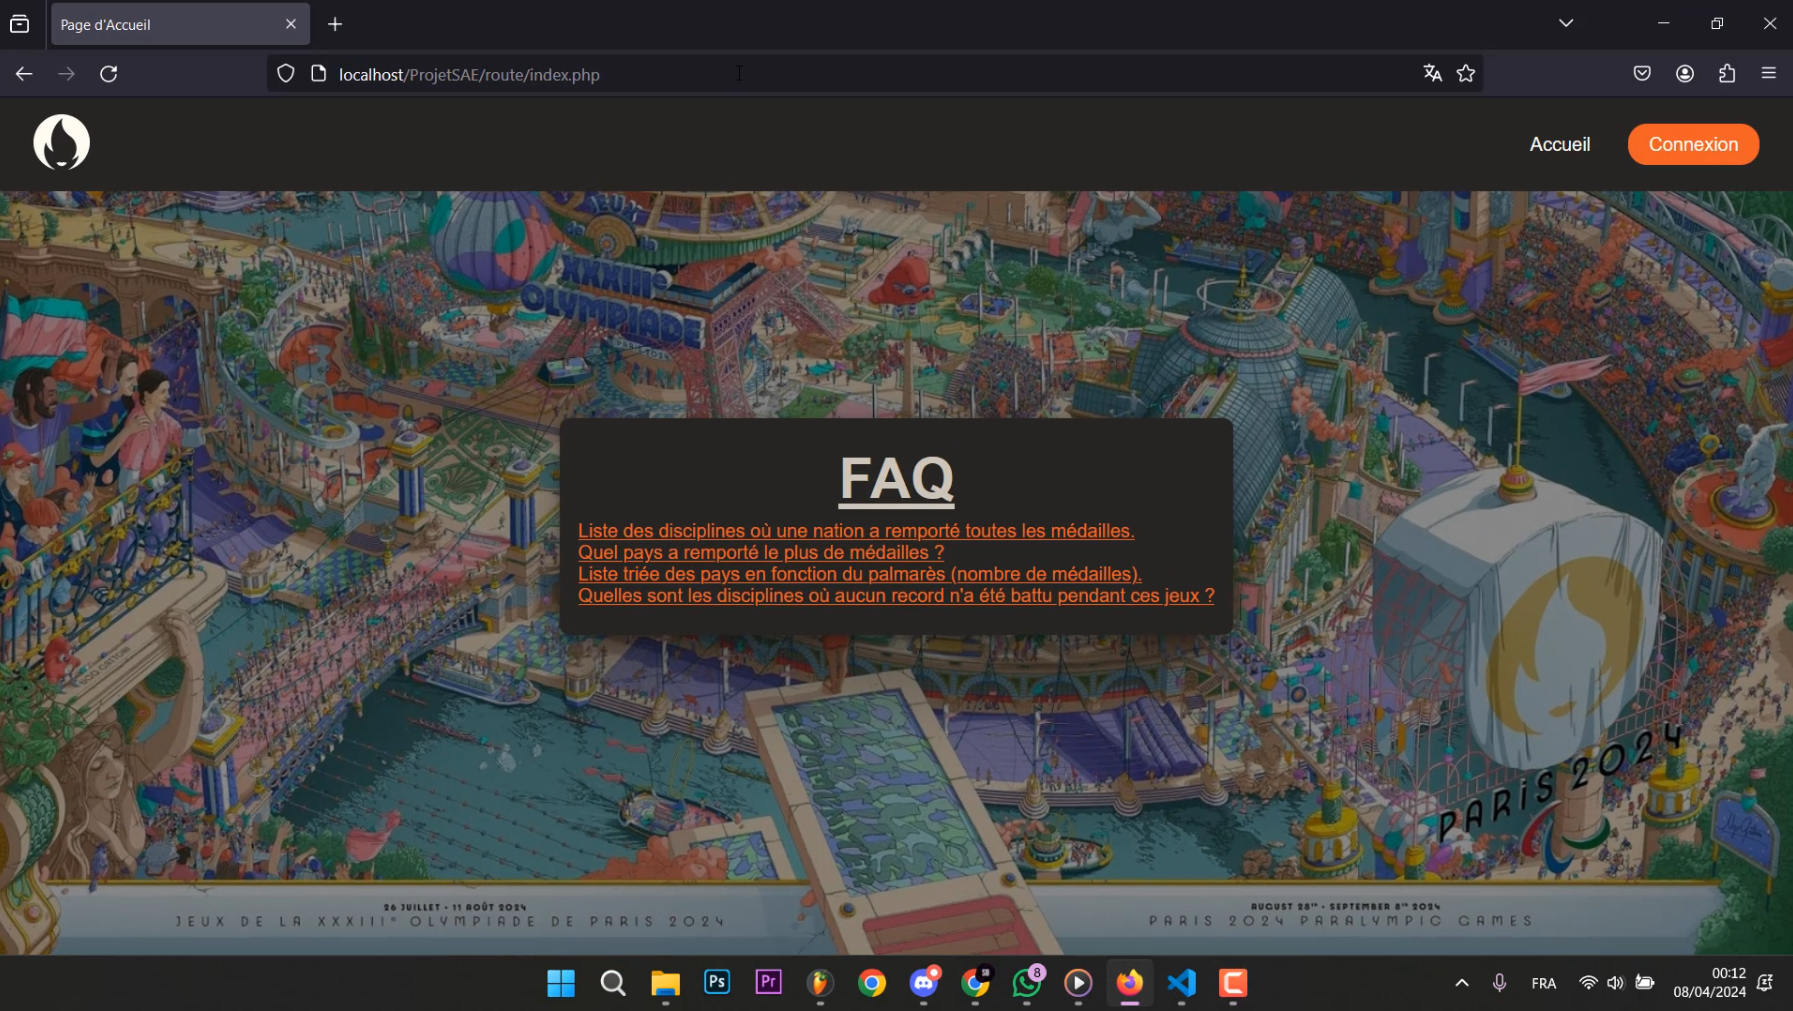 Page d'Accueil
localhost/ProjetSAE/route/index.php
Accueil
Connexion
XXXIIIe
OLYMPIADE
FAQ
Liste des disciplines où une nation a remporté toutes les médailles.
Quel pays a remporté le plus de médailles ?
Liste triée des pays en fonction du palmarès (nombre de médailles).
Quelles sont les disciplines où aucun record n'a été battu pendant ces jeux ?
PARIS 2024
26 JUILLET • 11 AOÛT 2024
JEUX DE LA XXXIIIe OLYMPIADE DE PARIS 2024
AUGUST 28TH • SEPTEMBER 8TH 2024
PARIS 2024 PARALYMPIC GAMES
Ps
Pr
8
FRA
00:12
08/04/2024